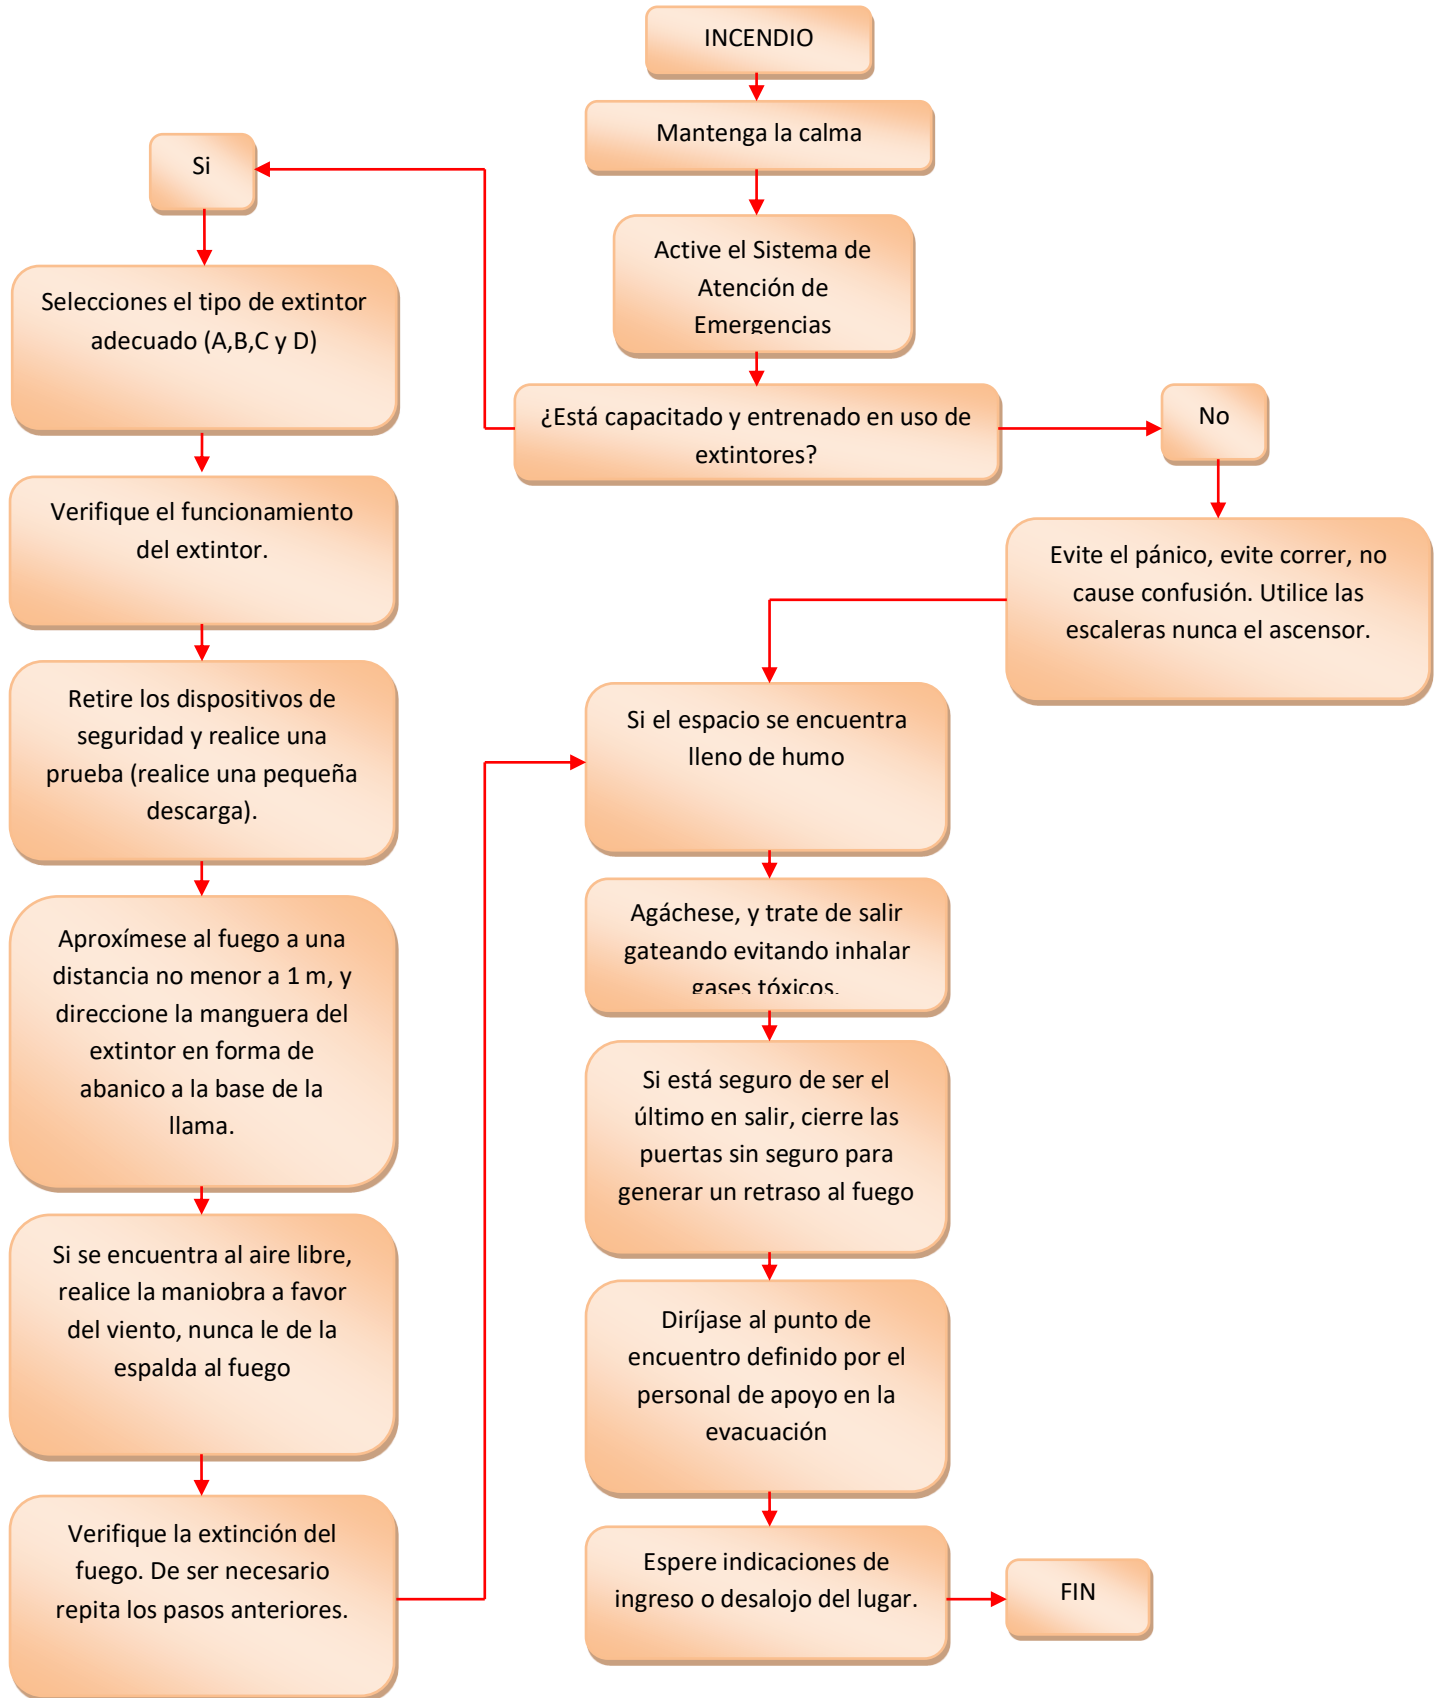 INCENDIO
Mantenga la calma
Active el Sistema de
Atención de
Emergencias
¿Está capacitado y entrenado en uso de
extintores?
Si
Selecciones el tipo de extintor
adecuado (A,B,C y D)
Verifique el funcionamiento
del extintor.
Retire los dispositivos de
seguridad y realice una
prueba (realice una pequeña
descarga).
Aproxímese al fuego a una
distancia no menor a 1 m, y
direccione la manguera del
extintor en forma de
abanico a la base de la
llama.
Si se encuentra al aire libre,
realice la maniobra a favor
del viento, nunca le de la
espalda al fuego
Verifique la extinción del
fuego. De ser necesario
repita los pasos anteriores.
No
Evite el pánico, evite correr, no
cause confusión. Utilice las
escaleras nunca el ascensor.
Si el espacio se encuentra
lleno de humo
Agáchese, y trate de salir
gateando evitando inhalar
gases tóxicos.
Si está seguro de ser el
último en salir, cierre las
puertas sin seguro para
generar un retraso al fuego
Diríjase al punto de
encuentro definido por el
personal de apoyo en la
evacuación
Espere indicaciones de
ingreso o desalojo del lugar.
FIN